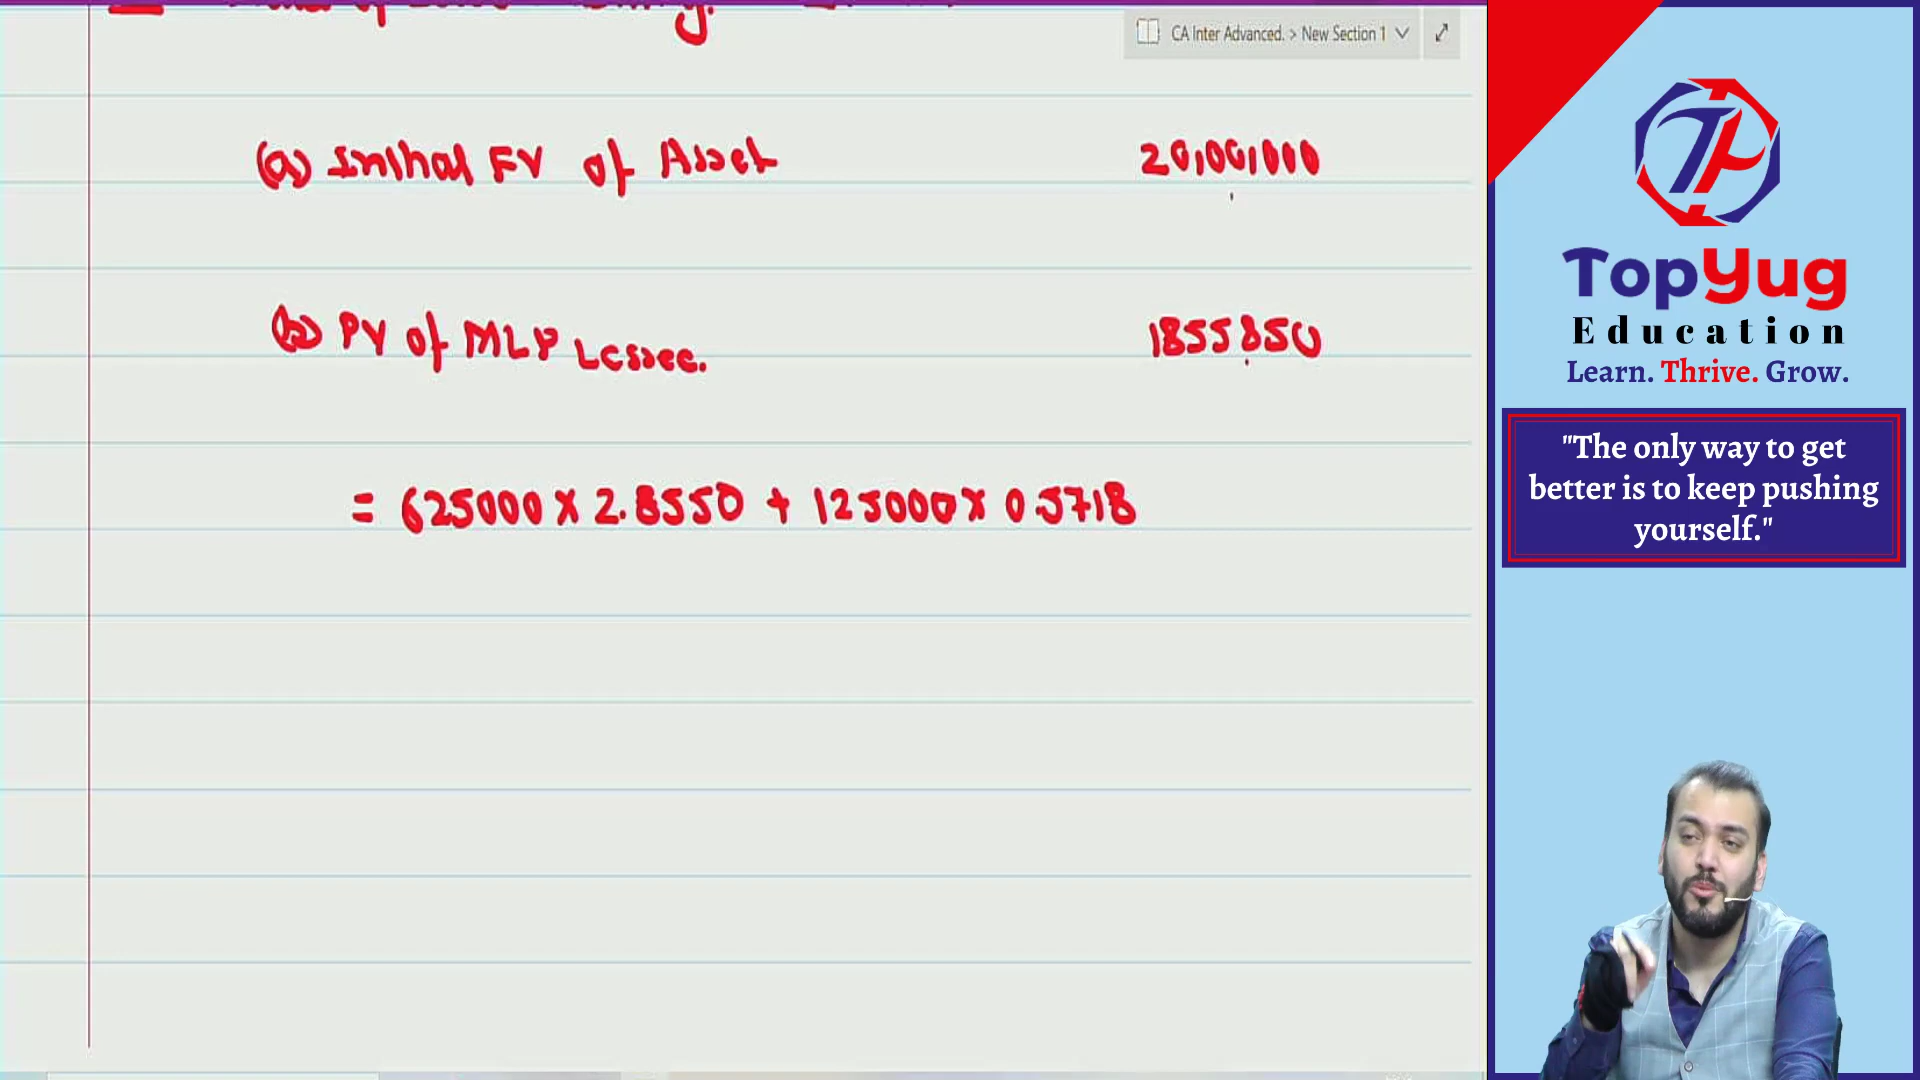 CA Inter Advanced. > New Section 1
(a) Initial FV of Asset 20,00,000
(b) PV of MLP Lessee. 1855850
= 625000 x 2.8550 + 125000 x 0.5718
TopYug
Education
Learn. Thrive. Grow.
"The only way to get
better is to keep pushing
yourself."